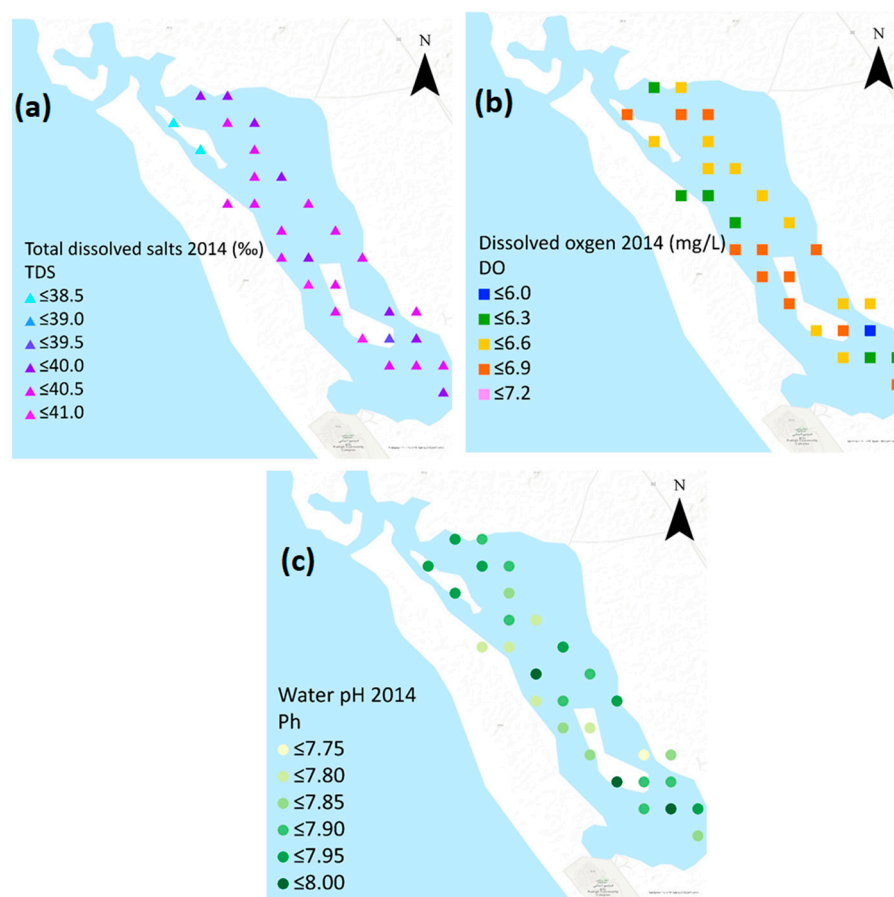 (a)
N
Total dissolved salts 2014 (‰)
TDS
≤38.5
≤39.0
≤39.5
≤40.0
≤40.5
≤41.0
(b)
N
Dissolved oxgen 2014 (mg/L)
DO
≤6.0
≤6.3
≤6.6
≤6.9
≤7.2
(c)
N
Water pH 2014
Ph
≤7.75
≤7.80
≤7.85
≤7.90
≤7.95
≤8.00